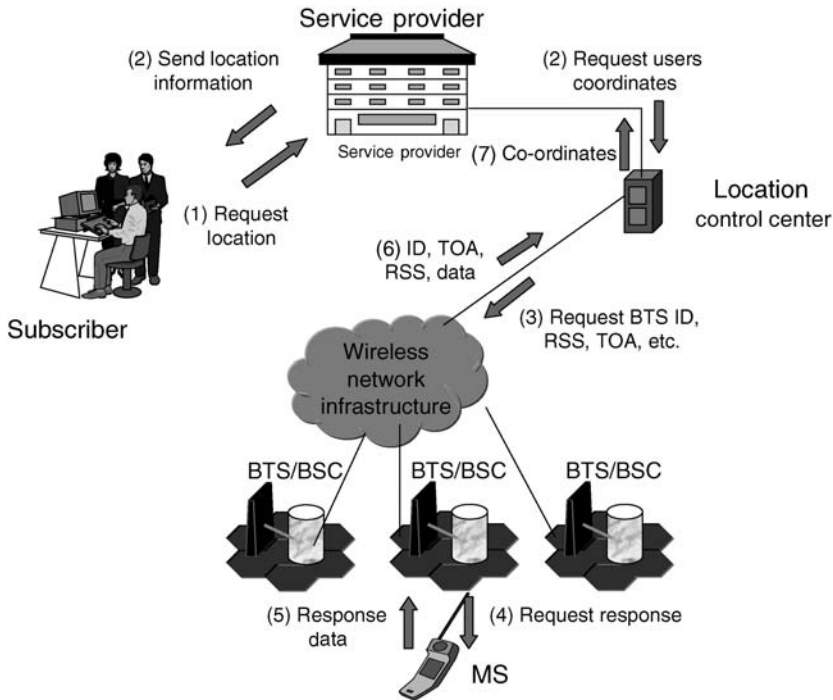 Service provider
(2) Send location
information
(2) Request users
coordinates
Service provider
(7) Co-ordinates
(1) Request
location
Location
control center
(6) ID, TOA,
RSS, data
Subscriber
(3) Request BTS ID,
RSS, TOA, etc.
Wireless
network
infrastructure
BTS/BSC
BTS/BSC
BTS/BSC
(5) Response
data
(4) Request response
MS